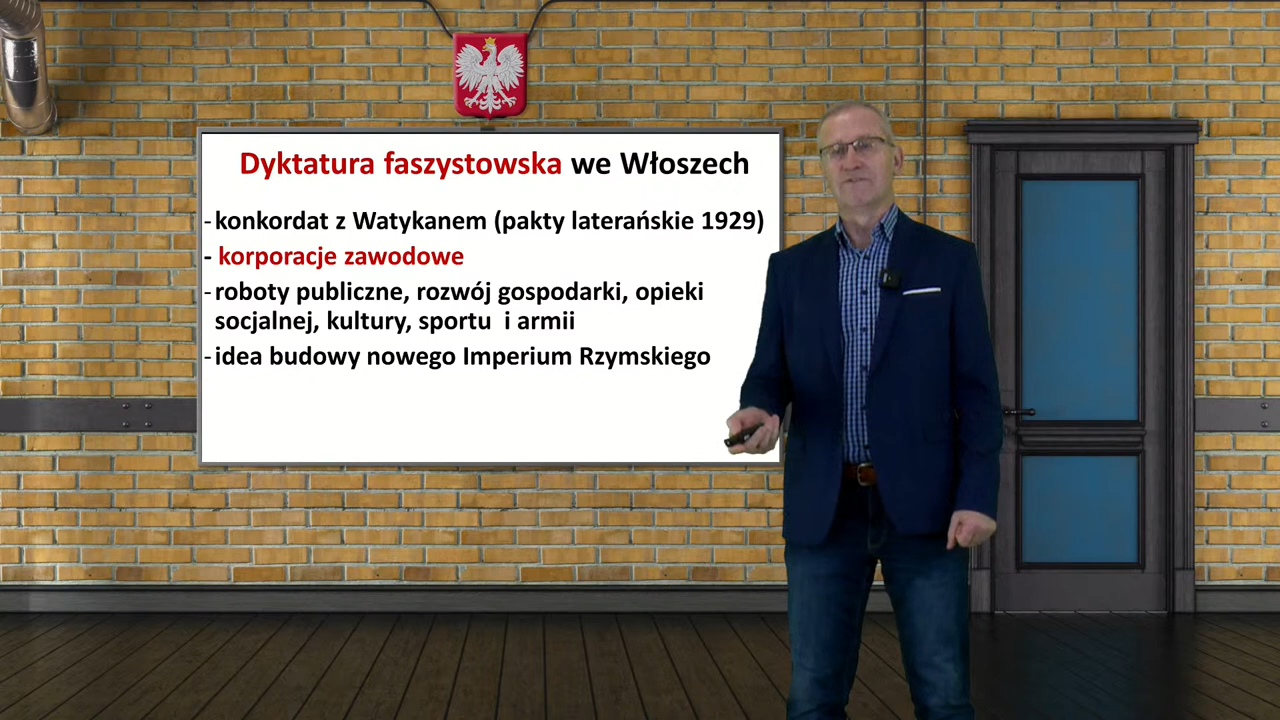 Dyktatura faszystowska we Włoszech
- konkordat z Watykanem (pakty laterańskie 1929)
- korporacje zawodowe
- roboty publiczne, rozwój gospodarki, opieki
socjalnej, kultury, sportu i armii
- idea budowy nowego Imperium Rzymskiego